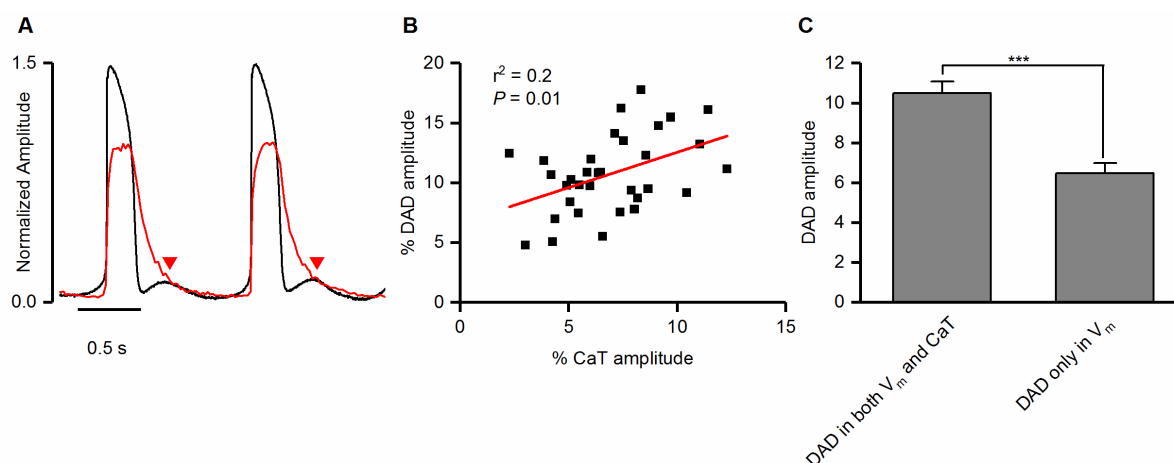 A
Normalized Amplitude
1.5
0.0
0.5 s
B
% DAD amplitude
20
15
10
5
0
r² = 0.2
P = 0.01
0 5 10 15
% CaT amplitude
C
DAD amplitude
12
10
8
6
4
2
0
***
DAD in both Vm and CaT
DAD only in Vm